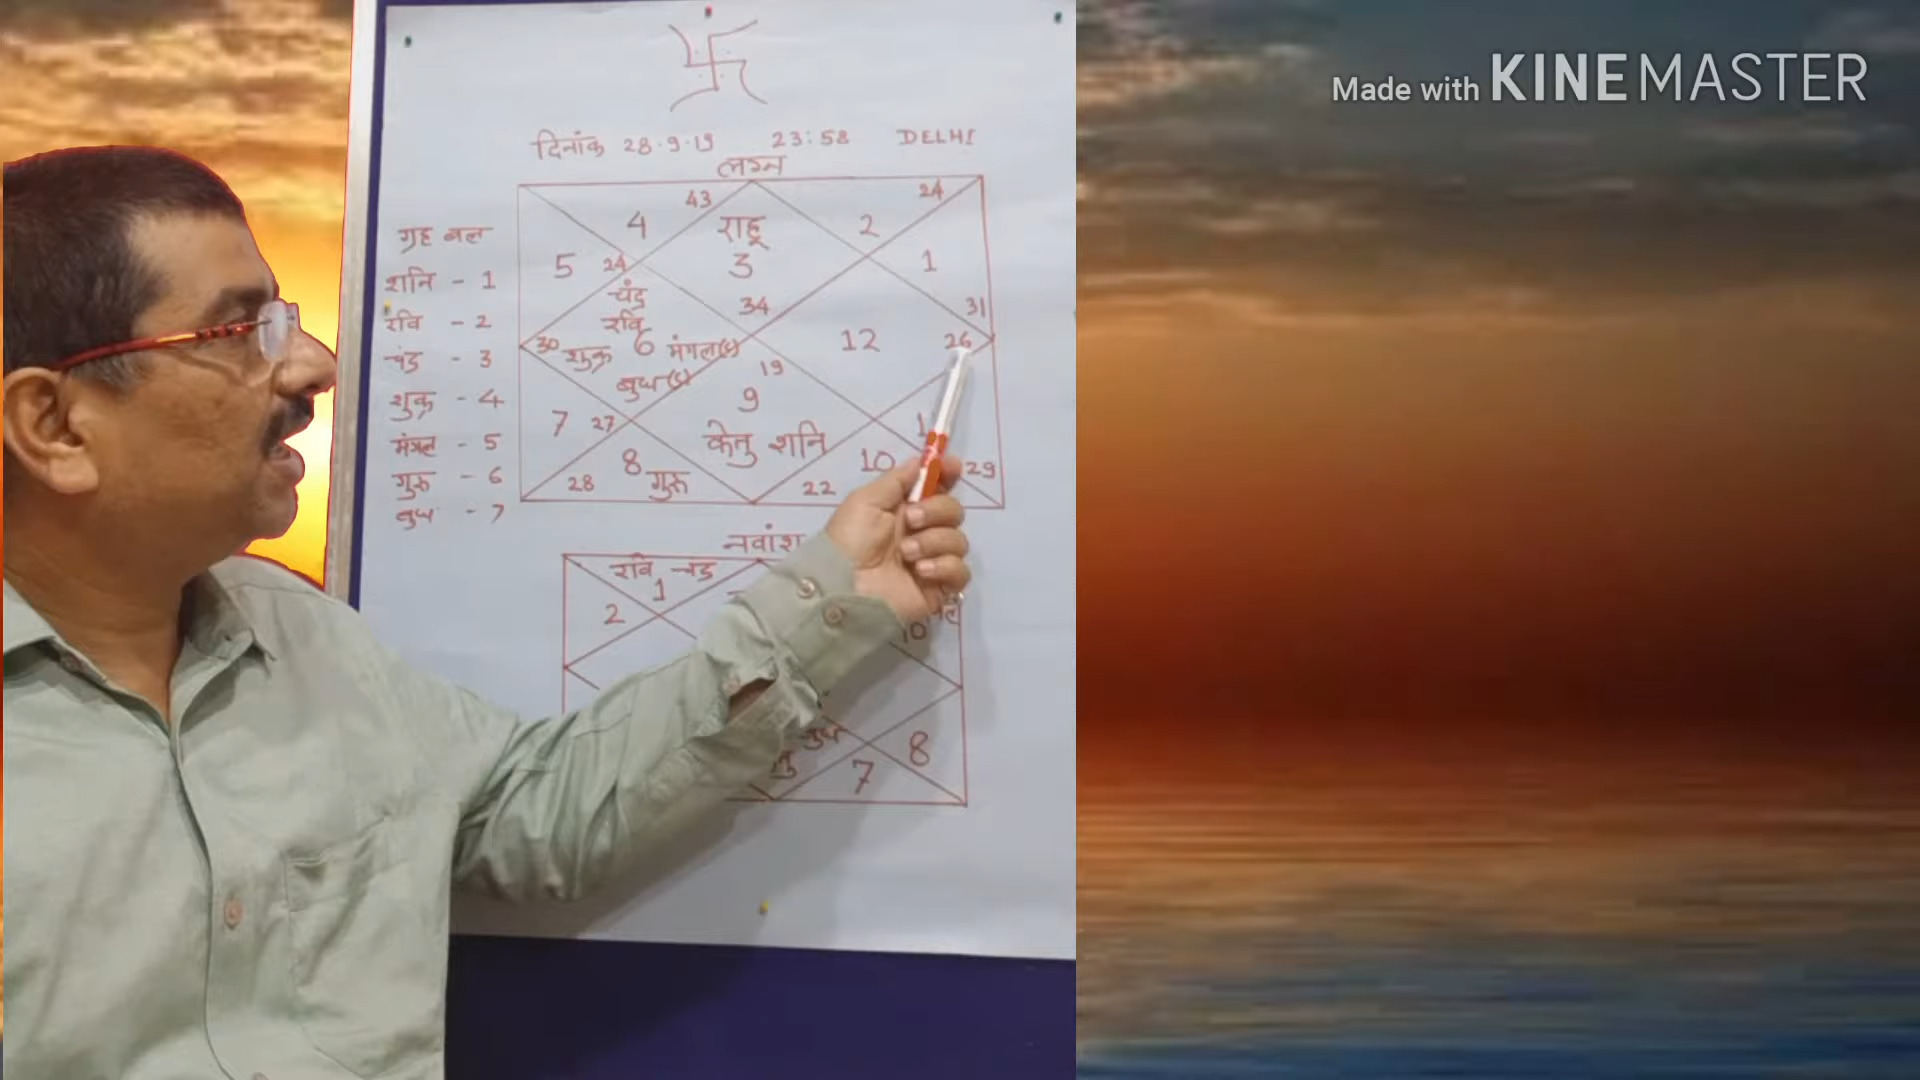 Made with KINEMASTER
दिनांक 28.9.19 23:58 DELHI
लग्न
43 24
4 राहू 2
5 24 3 1
चंद्र 34 31
रवि
30 शुक्र 6 मंगल(S) 12 26
बुध(S) 19
7 27 9
केतु शनि 10
8 गुरु 29
28 22
ग्रह बल
शनि - 1
रवि - 2
चंद्र - 3
शुक्र - 4
मंगल - 5
गुरु - 6
बुध - 7
नवांश
रवि चंद्र
1
2 10
बुध
7 8